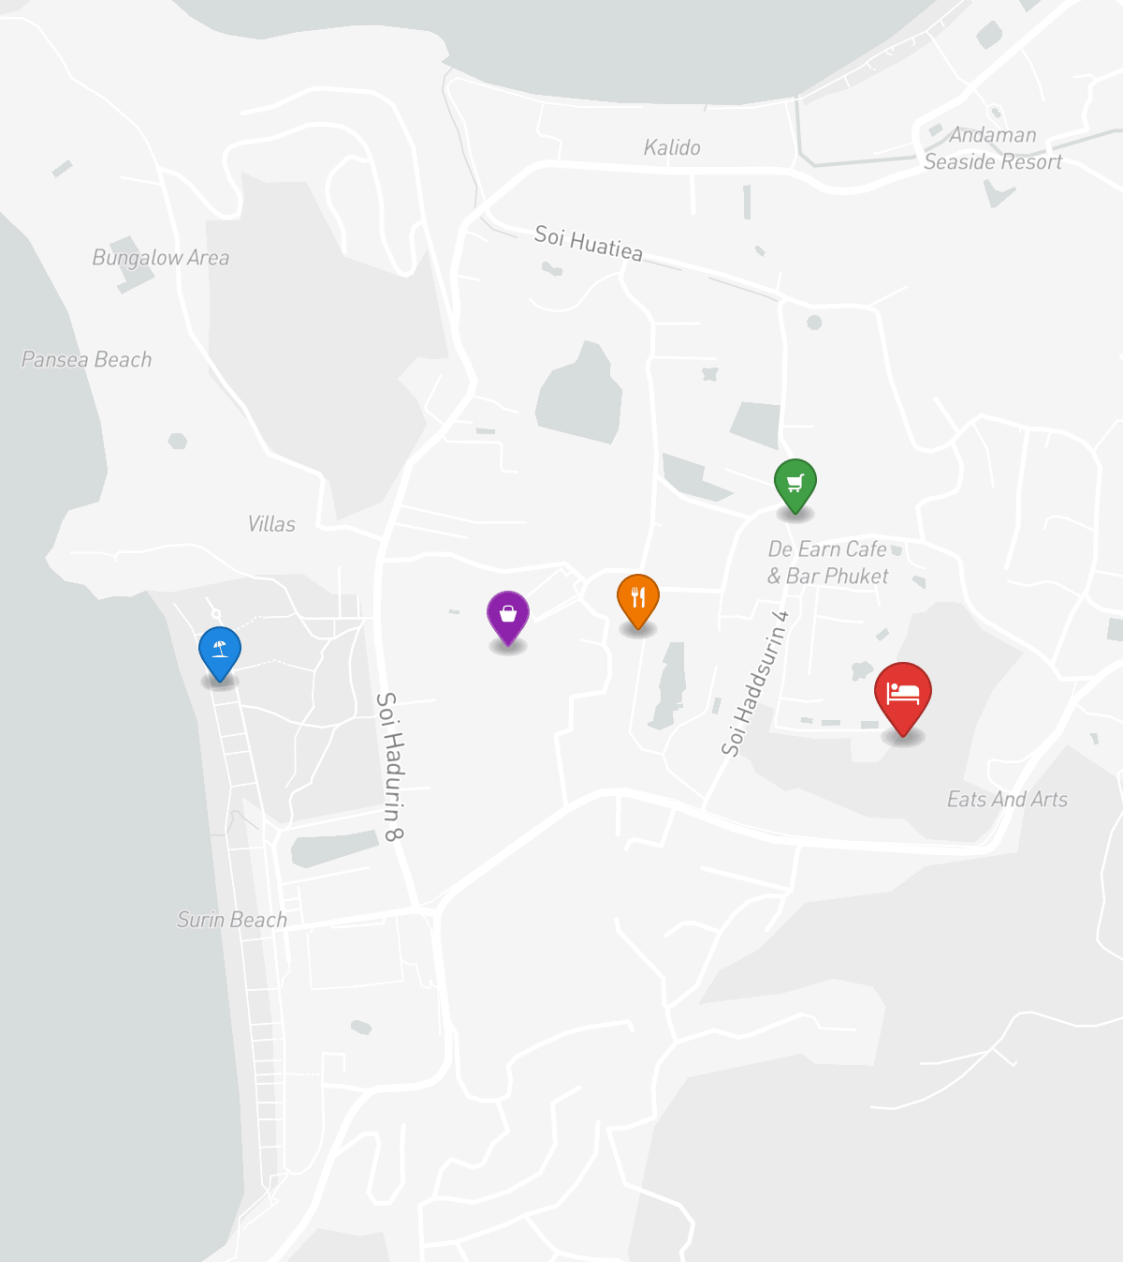 Andaman
Seaside Resort
Kalido
Soi Huatiea
Bungalow Area
Pansea Beach
Villas
De Earn Cafe
& Bar Phuket
Soi Haddsurin 4
Soi Hadurin 8
Eats And Arts
Surin Beach